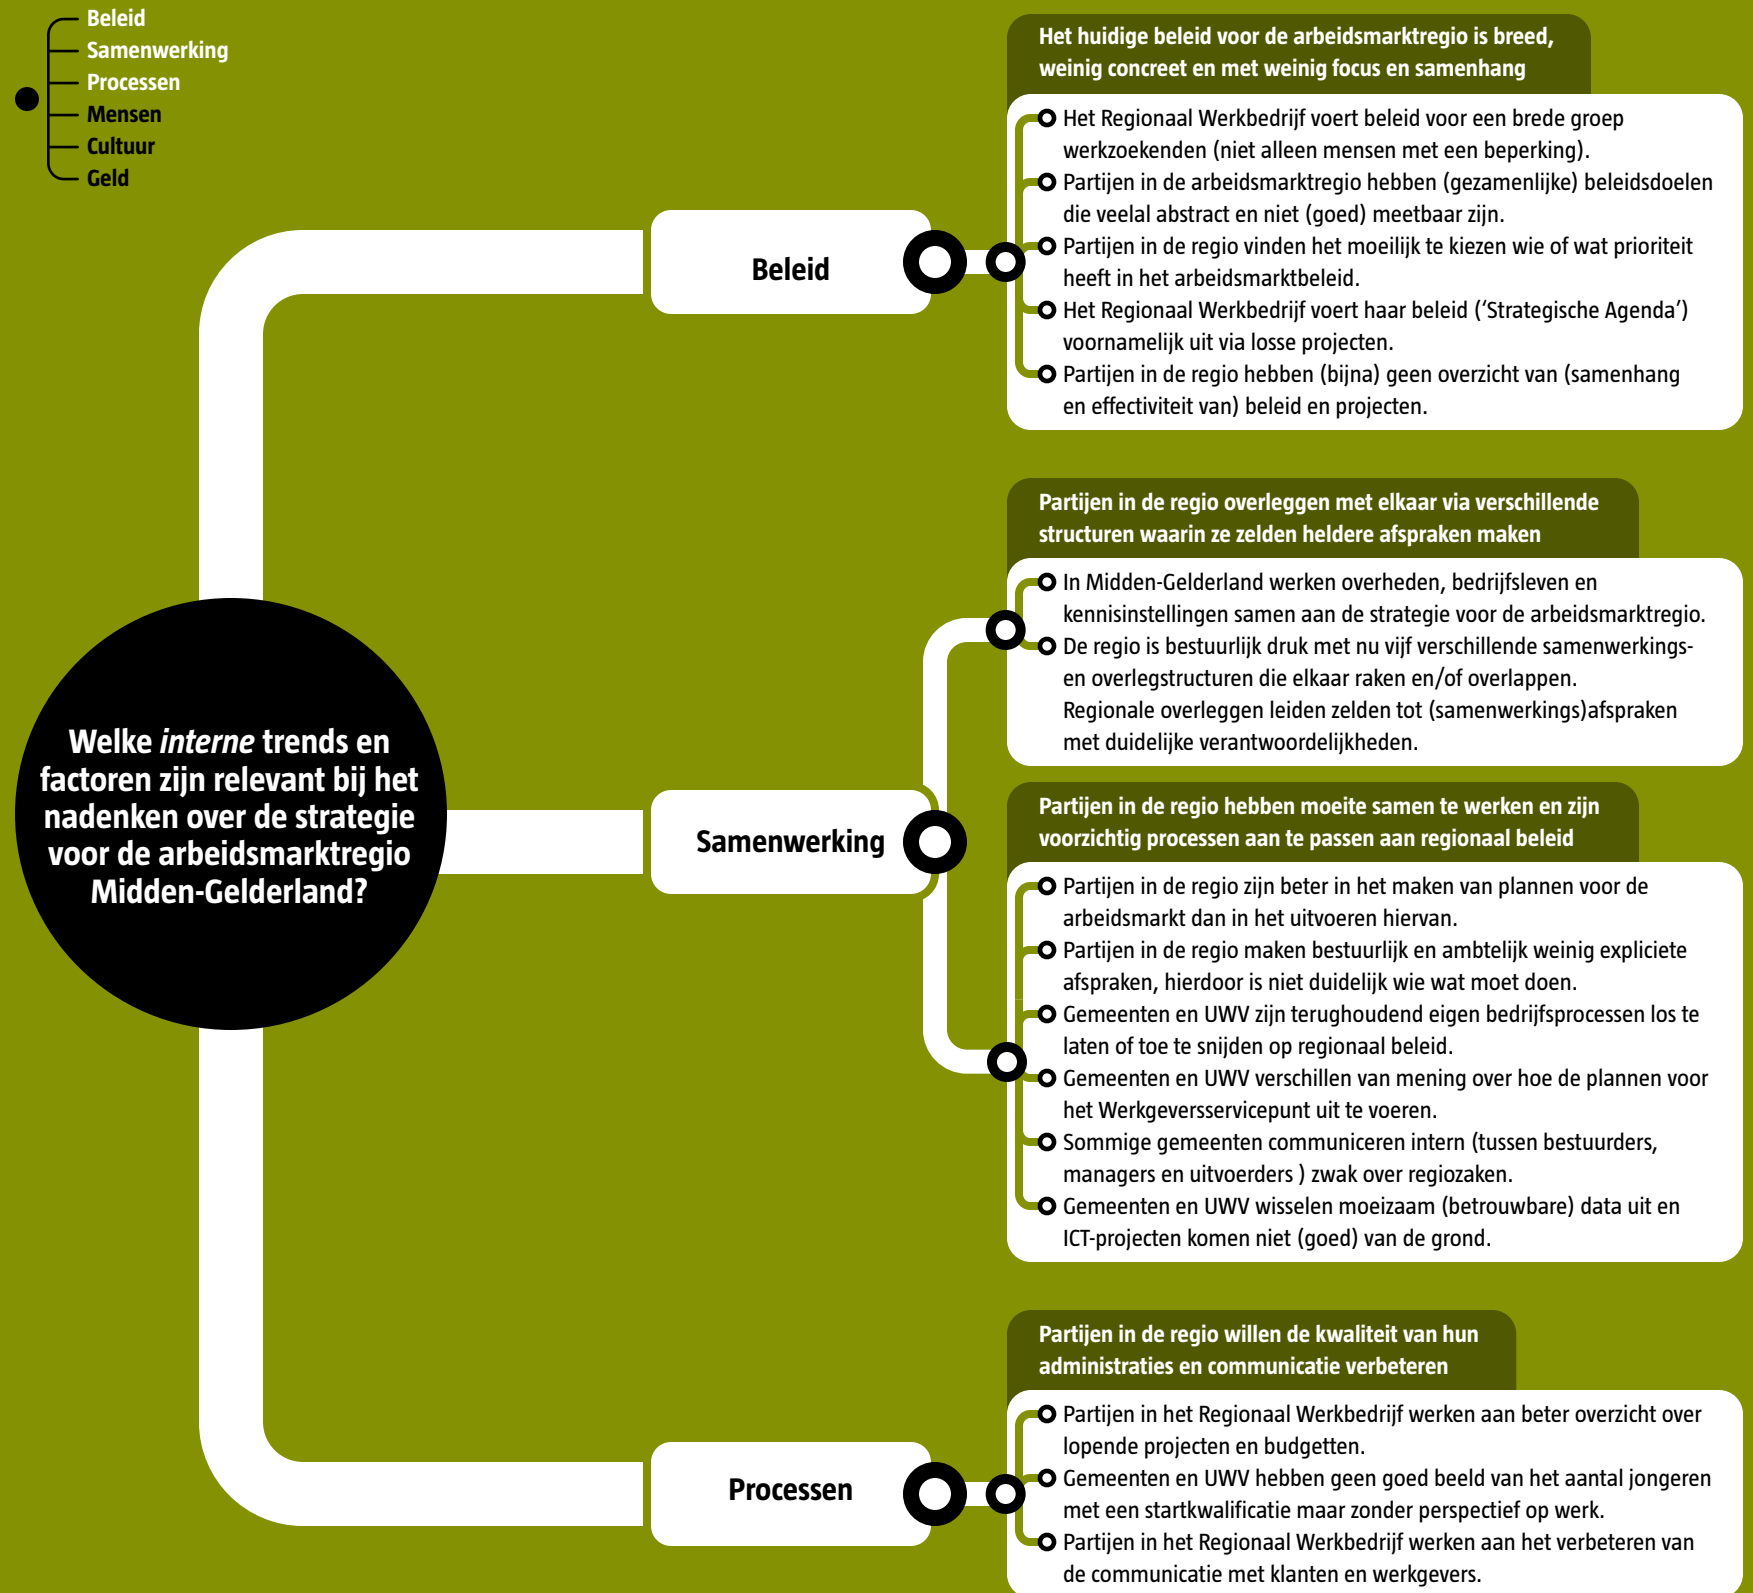 Beleid
Samenwerking
Processen
Mensen
Cultuur
Geld
Welke interne trends en
factoren zijn relevant bij het
nadenken over de strategie
voor de arbeidsmarktregio
Midden-Gelderland?
Beleid
Het huidige beleid voor de arbeidsmarktregio is breed,
weinig concreet en met weinig focus en samenhang
Het Regionaal Werkbedrijf voert beleid voor een brede groep
werkzoekenden (niet alleen mensen met een beperking).
Partijen in de arbeidsmarktregio hebben (gezamenlijke) beleidsdoelen
die veelal abstract en niet (goed) meetbaar zijn.
Partijen in de regio vinden het moeilijk te kiezen wie of wat prioriteit
heeft in het arbeidsmarktbeleid.
Het Regionaal Werkbedrijf voert haar beleid (‘Strategische Agenda’)
voornamelijk uit via losse projecten.
Partijen in de regio hebben (bijna) geen overzicht van (samenhang
en effectiviteit van) beleid en projecten.
Samenwerking
Partijen in de regio overleggen met elkaar via verschillende
structuren waarin ze zelden heldere afspraken maken
In Midden-Gelderland werken overheden, bedrijfsleven en
kennisinstellingen samen aan de strategie voor de arbeidsmarktregio.
De regio is bestuurlijk druk met nu vijf verschillende samenwerkings-
en overlegstructuren die elkaar raken en/of overlappen.
Regionale overleggen leiden zelden tot (samenwerkings)afspraken
met duidelijke verantwoordelijkheden.
Partijen in de regio hebben moeite samen te werken en zijn
voorzichtig processen aan te passen aan regionaal beleid
Partijen in de regio zijn beter in het maken van plannen voor de
arbeidsmarkt dan in het uitvoeren hiervan.
Partijen in de regio maken bestuurlijk en ambtelijk weinig expliciete
afspraken, hierdoor is niet duidelijk wie wat moet doen.
Gemeenten en UWV zijn terughoudend eigen bedrijfsprocessen los te
laten of toe te snijden op regionaal beleid.
Gemeenten en UWV verschillen van mening over hoe de plannen voor
het Werkgeversservicepunt uit te voeren.
Sommige gemeenten communiceren intern (tussen bestuurders,
managers en uitvoerders ) zwak over regiozaken.
Gemeenten en UWV wisselen moeizaam (betrouwbare) data uit en
ICT-projecten komen niet (goed) van de grond.
Processen
Partijen in de regio willen de kwaliteit van hun
administraties en communicatie verbeteren
Partijen in het Regionaal Werkbedrijf werken aan beter overzicht over
lopende projecten en budgetten.
Gemeenten en UWV hebben geen goed beeld van het aantal jongeren
met een startkwalificatie maar zonder perspectief op werk.
Partijen in het Regionaal Werkbedrijf werken aan het verbeteren van
de communicatie met klanten en werkgevers.